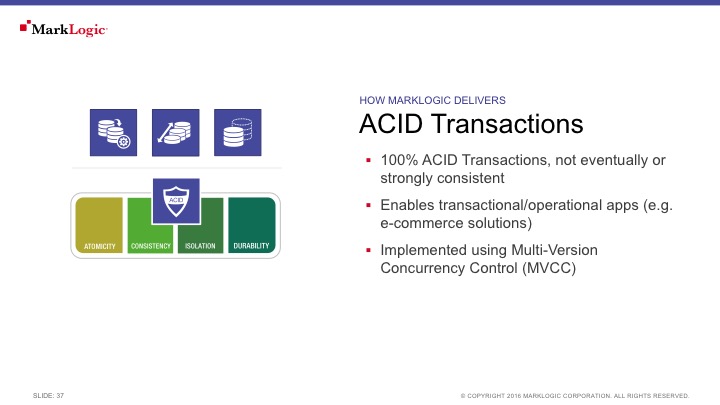 MarkLogic
HOW MARKLOGIC DELIVERS
ACID Transactions
▪ 100% ACID Transactions, not eventually or
strongly consistent
▪ Enables transactional/operational apps (e.g.
e-commerce solutions)
▪ Implemented using Multi-Version
Concurrency Control (MVCC)
ACID
ATOMICITY CONSISTENCY ISOLATION DURABILITY
SLIDE: 37
© COPYRIGHT 2016 MARKLOGIC CORPORATION. ALL RIGHTS RESERVED.